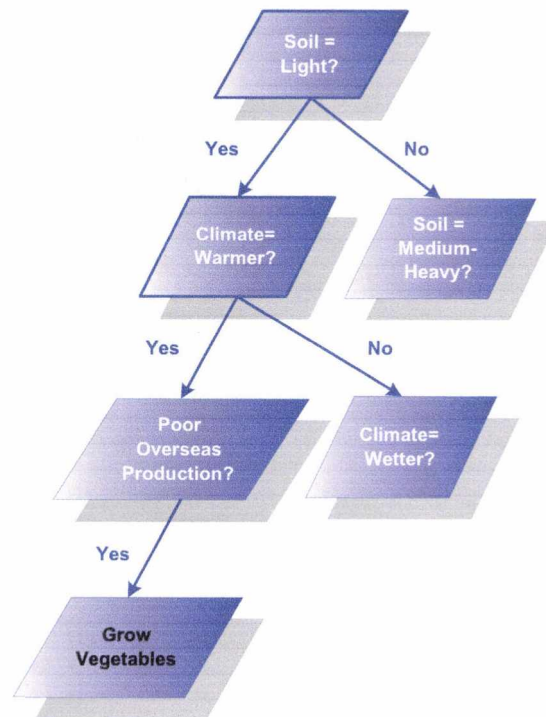 Soil =
Light?
Yes
No
Climate=
Warmer?
Soil =
Medium-
Heavy?
Yes
No
Poor
Overseas
Production?
Climate=
Wetter?
Yes
Grow
Vegetables